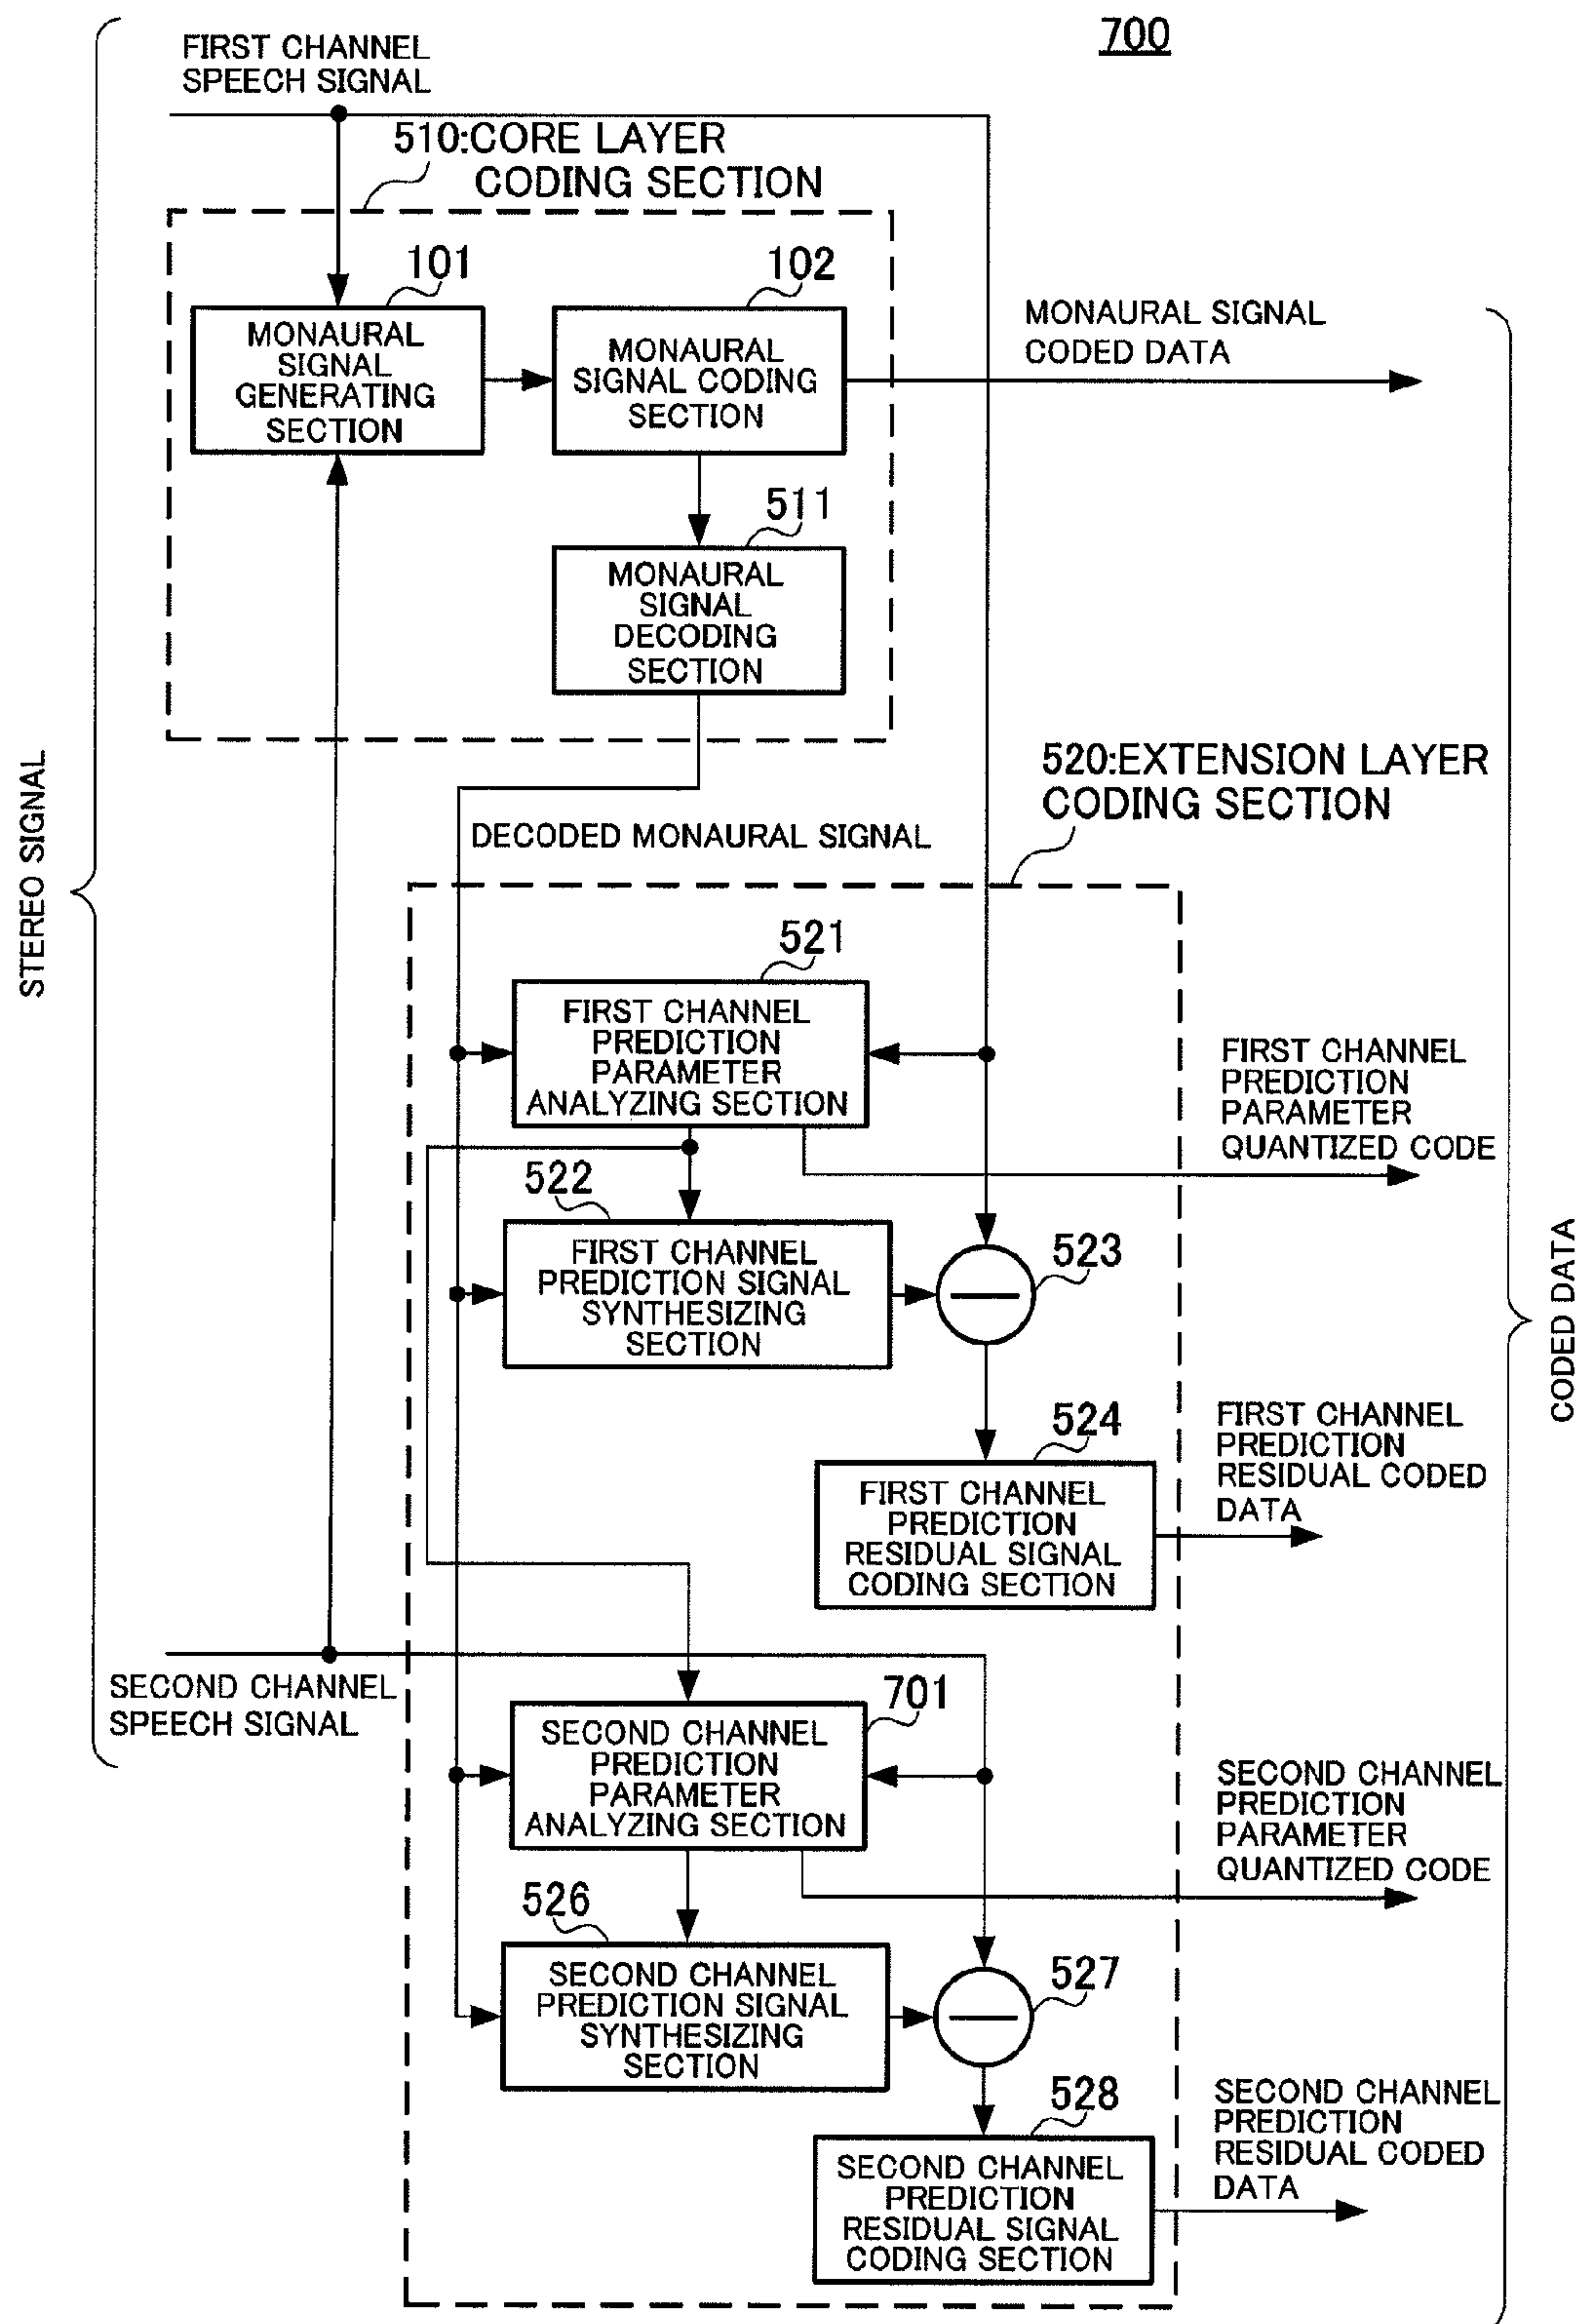 700
FIRST CHANNEL
SPEECH SIGNAL
510:CORE LAYER
CODING SECTION
101
MONAURAL
SIGNAL
GENERATING
SECTION
102
MONAURAL
SIGNAL CODING
SECTION
MONAURAL SIGNAL
CODED DATA
511
MONAURAL
SIGNAL
DECODING
SECTION
STEREO SIGNAL
520:EXTENSION LAYER
CODING SECTION
DECODED MONAURAL SIGNAL
521
FIRST CHANNEL
PREDICTION
PARAMETER
ANALYZING SECTION
FIRST CHANNEL
PREDICTION
PARAMETER
QUANTIZED CODE
522
FIRST CHANNEL
PREDICTION SIGNAL
SYNTHESIZING
SECTION
523
CODED DATA
524
FIRST CHANNEL
PREDICTION
RESIDUAL SIGNAL
CODING SECTION
FIRST CHANNEL
PREDICTION
RESIDUAL CODED
DATA
SECOND CHANNEL
SPEECH SIGNAL
701
SECOND CHANNEL
PREDICTION
PARAMETER
ANALYZING SECTION
SECOND CHANNEL
PREDICTION
PARAMETER
QUANTIZED CODE
526
SECOND CHANNEL
PREDICTION SIGNAL
SYNTHESIZING
SECTION
527
528
SECOND CHANNEL
PREDICTION
RESIDUAL SIGNAL
CODING SECTION
SECOND CHANNEL
PREDICTION
RESIDUAL CODED
DATA